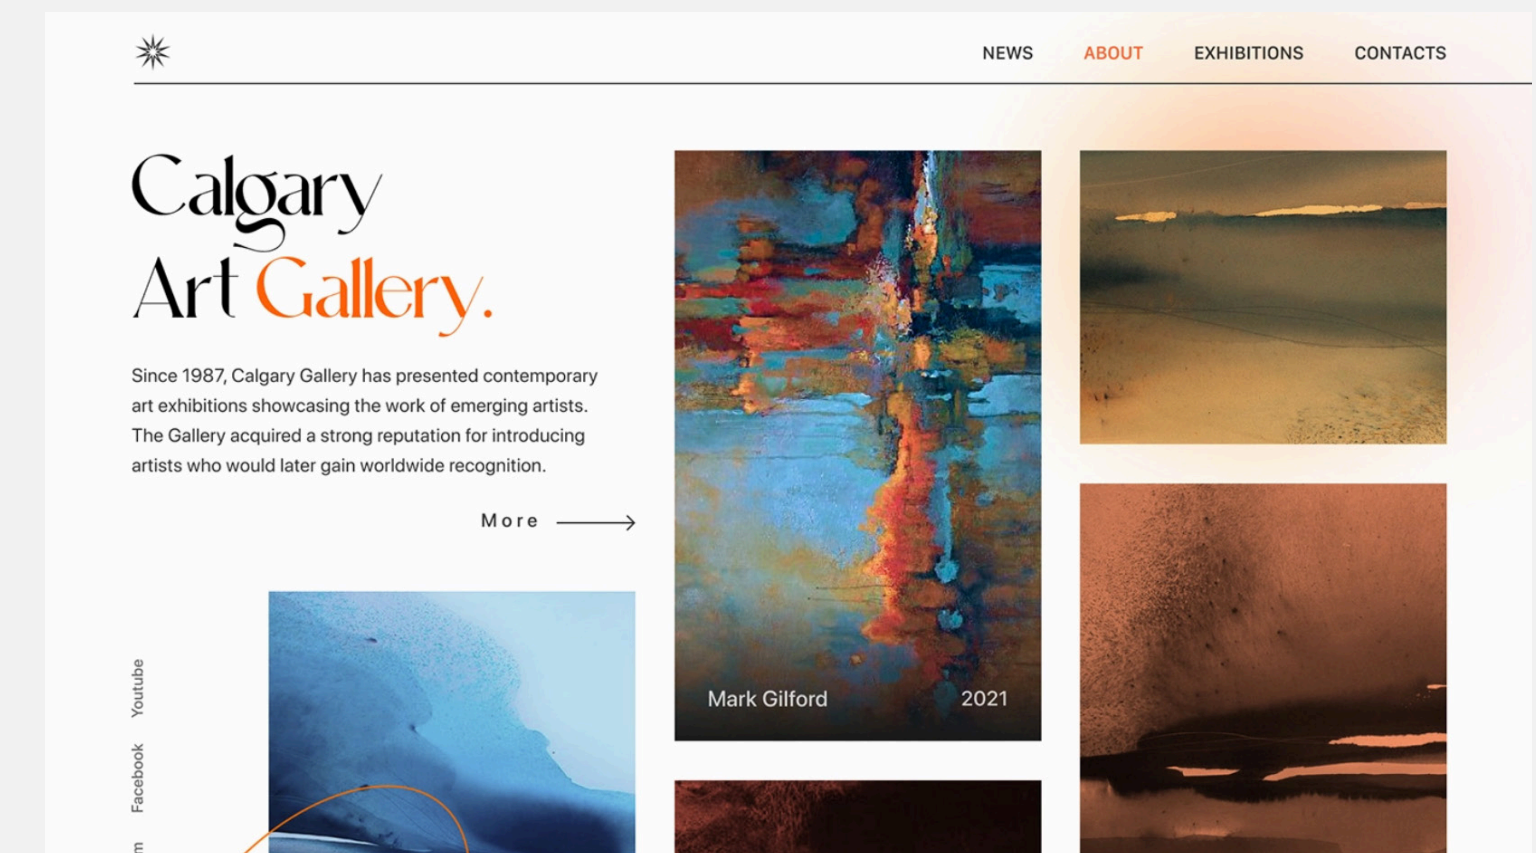 NEWS ABOUT EXHIBITIONS CONTACTS
Calgary
Art Gallery.
Since 1987, Calgary Gallery has presented contemporary
art exhibitions showcasing the work of emerging artists.
The Gallery acquired a strong reputation for introducing
artists who would later gain worldwide recognition.
More
Mark Gilford 2021
Youtube
Facebook